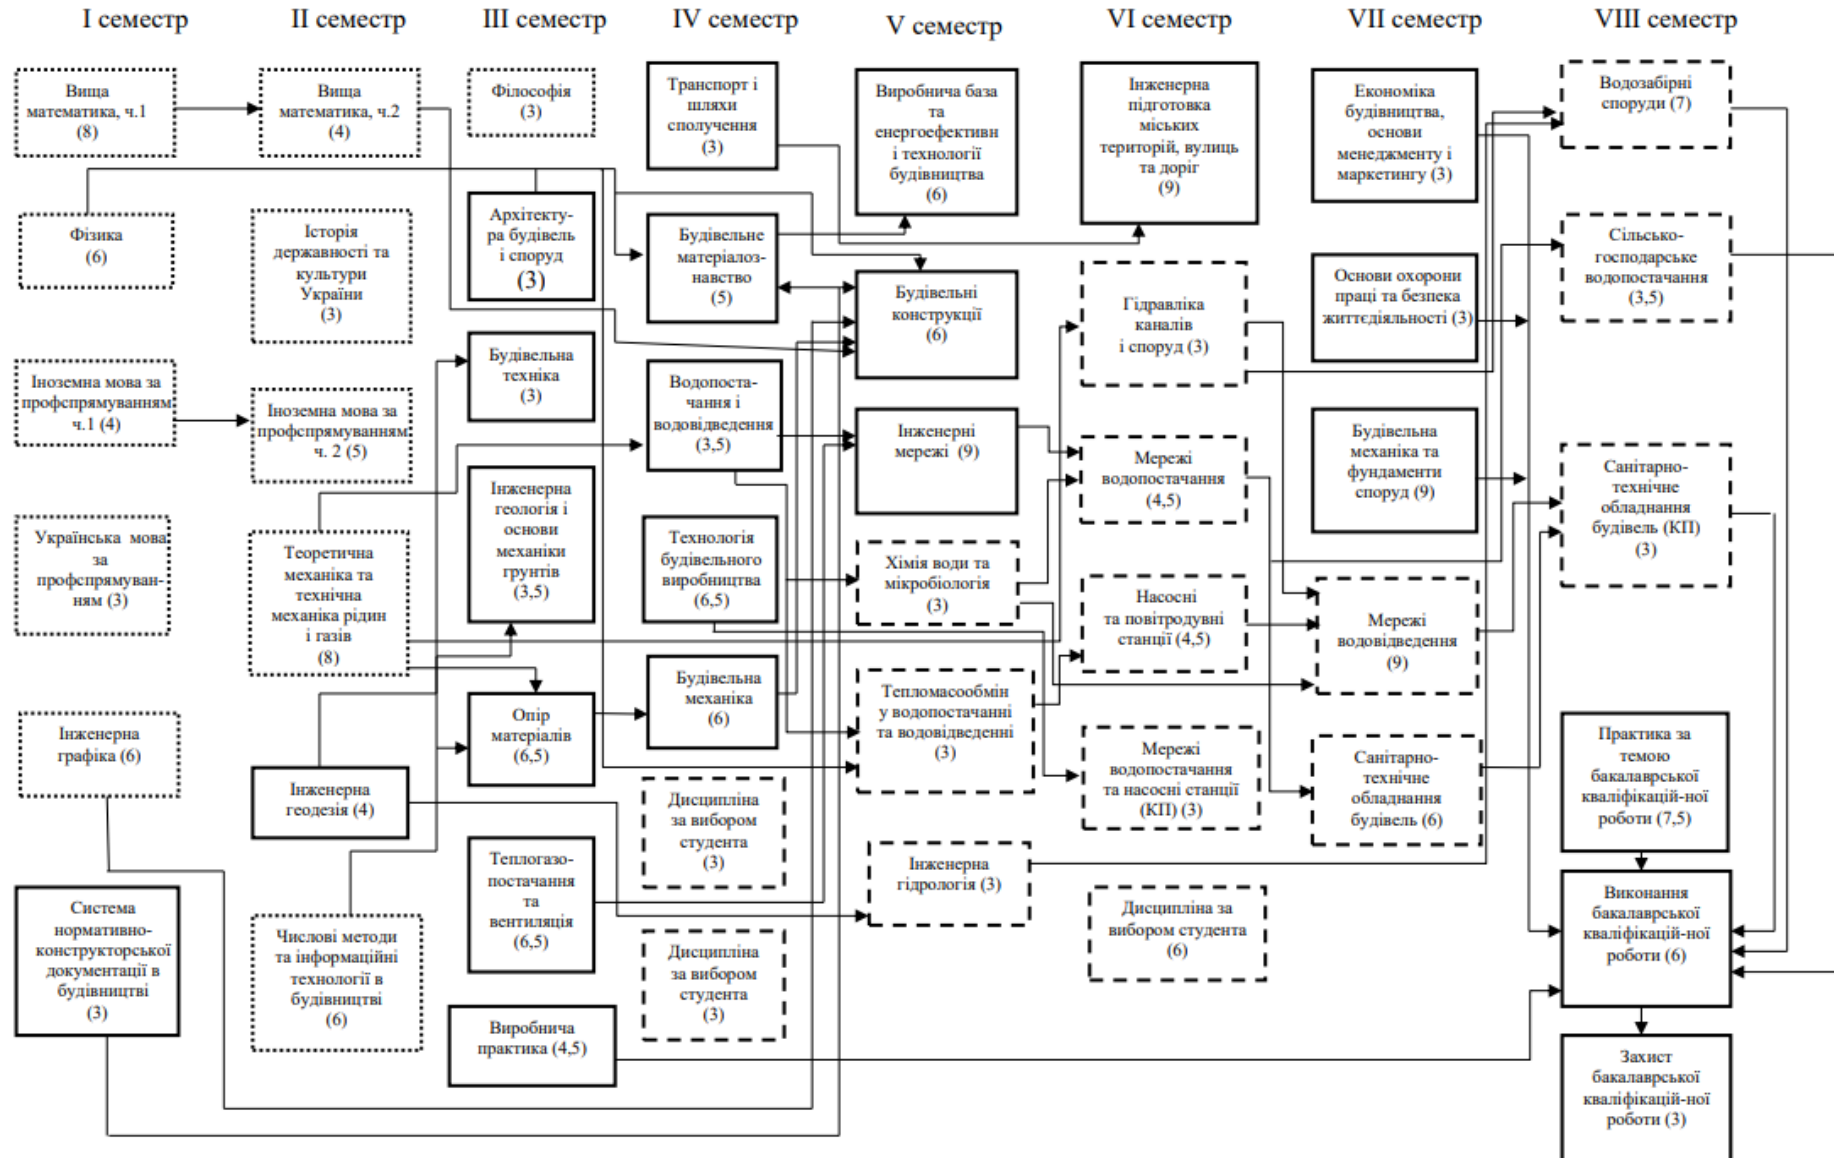 I семестр
II семестр
III семестр
IV семестр
V семестр
VI семестр
VII семестр
VIII семестр
Вища
математика, ч.1
(8)
Фізика
(6)
Іноземна мова за
профспрямуванням
ч.1 (4)
Українська мова
за
профспрямуван-
ням (3)
Інженерна
графіка (6)
Система
нормативно-
конструкторської
документації в
будівництві
(3)
Вища
математика, ч.2
(4)
Історія
державності та
культури
України
(3)
Іноземна мова за
профспрямуванням
ч. 2 (5)
Теоретична
механіка та
технічна
механіка рідин
і газів
(8)
Інженерна
геодезія (4)
Числові методи
та інформаційні
технології в
будівництві
(6)
Філософія
(3)
Архітекту-
ра будівель
і споруд
(3)
Будівельна
техніка
(3)
Інженерна
геологія і
основи
механіки
грунтів
(3,5)
Опір
матеріалів
(6,5)
Теплогазо-
постачання
та
вентиляція
(6,5)
Виробнича
практика (4,5)
Транспорт і
шляхи
сполучення
(3)
Будівельне
матеріалоз-
навство
(5)
Водопоста-
чання і
водовідведення
(3,5)
Технологія
будівельного
виробництва
(6,5)
Будівельна
механіка
(6)
Дисципліна
за вибором
студента
(3)
Дисципліна
за вибором
студента
(3)
Виробнича база
та
енергоефективн
і технології
будівництва
(6)
Будівельні
конструкції
(6)
Інженерні
мережі (9)
Хімія води та
мікробіологія
(3)
Тепломасообмін
у водопостачанні
та водовідведенні
(3)
Інженерна
гідрологія (3)
Інженерна
підготовка
міських
територій, вулиць
та доріг
(9)
Гідравліка
каналів
і споруд (3)
Мережі
водопостачання
(4,5)
Насосні
та повітродувні
станції (4,5)
Мережі
водопостачання
та насосні станції
(КП) (3)
Дисципліна за
вибором студента
(6)
Економіка
будівництва,
основи
менеджменту і
маркетингу (3)
Основи охорони
праці та безпека
життєдіяльності (3)
Будівельна
механіка та
фундаменти
споруд (9)
Мережі
водовідведення
(9)
Санітарно-
технічне
обладнання
будівель (6)
Водозабірні
споруди (7)
Сільсько-
господарське
водопостачання
(3,5)
Санітарно-
технічне
обладнання
будівель (КП)
(3)
Практика за
темою
бакалаврської
кваліфікацій-ної
роботи (7,5)
Виконання
бакалаврської
кваліфікацій-ної
роботи (6)
Захист
бакалаврської
кваліфікацій-ної
роботи (3)